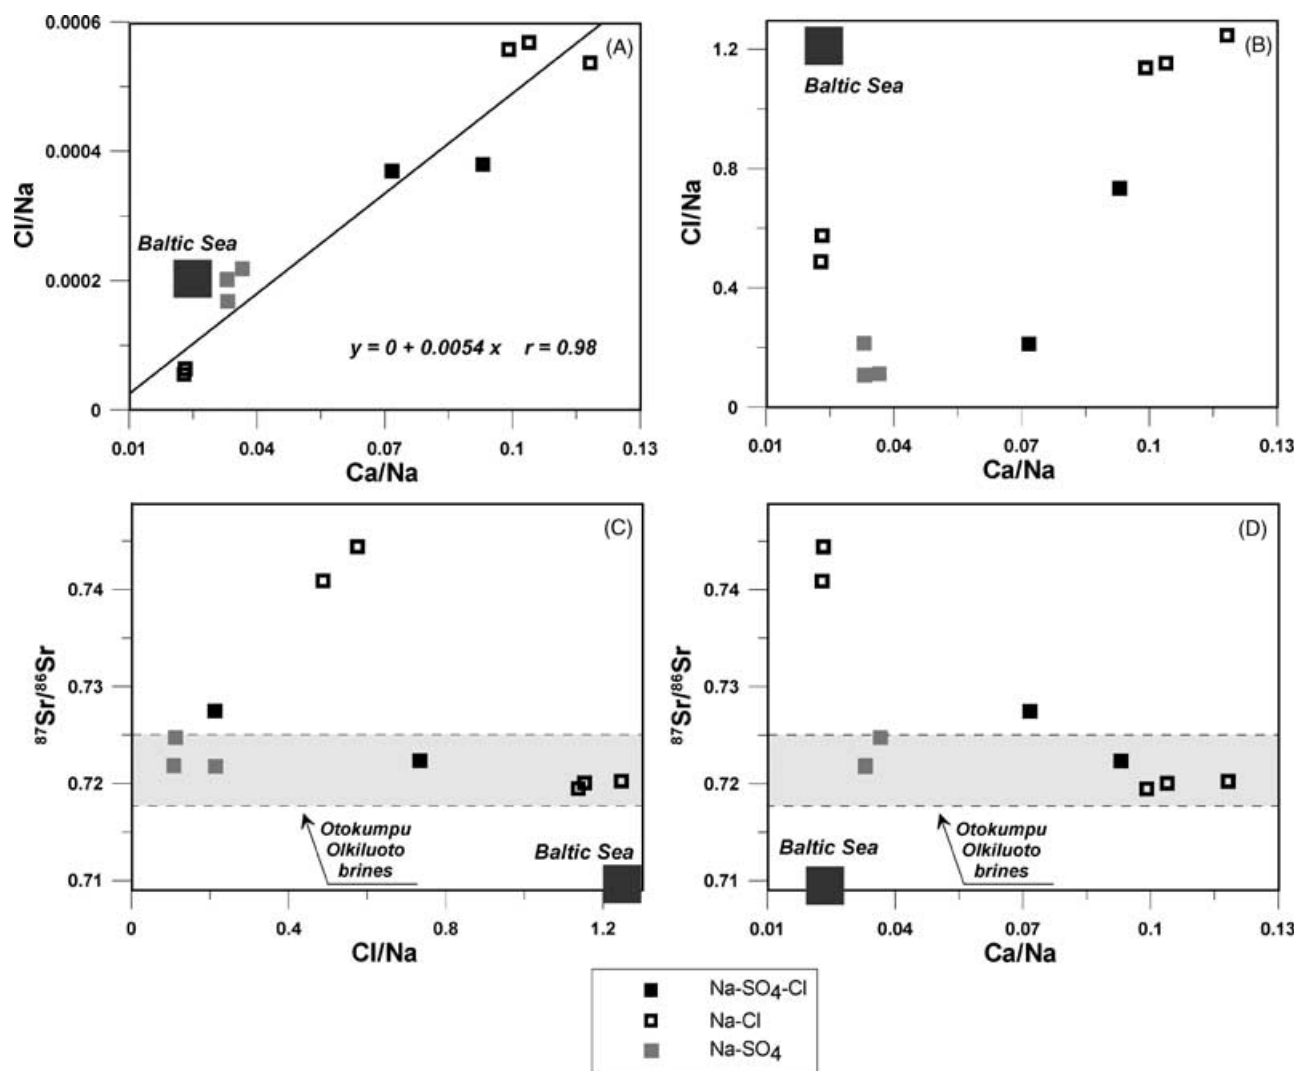 0.0006
0.0004
0.0002
0
Cl/Na
(A)
Baltic Sea
y = 0 + 0.0054 x r = 0.98
0.01 0.04 0.07 0.1 0.13
Ca/Na
1.2
0.8
0.4
0
Cl/Na
(B)
Baltic Sea
0.01 0.04 0.07 0.1 0.13
Ca/Na
0.74
0.73
0.72
0.71
87Sr/86Sr
(C)
Otokumpu
Olkiluoto
brines
Baltic Sea
0 0.4 0.8 1.2
Cl/Na
0.74
0.73
0.72
0.71
87Sr/86Sr
(D)
Baltic Sea
Otokumpu
Olkiluoto
brines
0.01 0.04 0.07 0.1 0.13
Ca/Na
Na-SO4-Cl
Na-Cl
Na-SO4